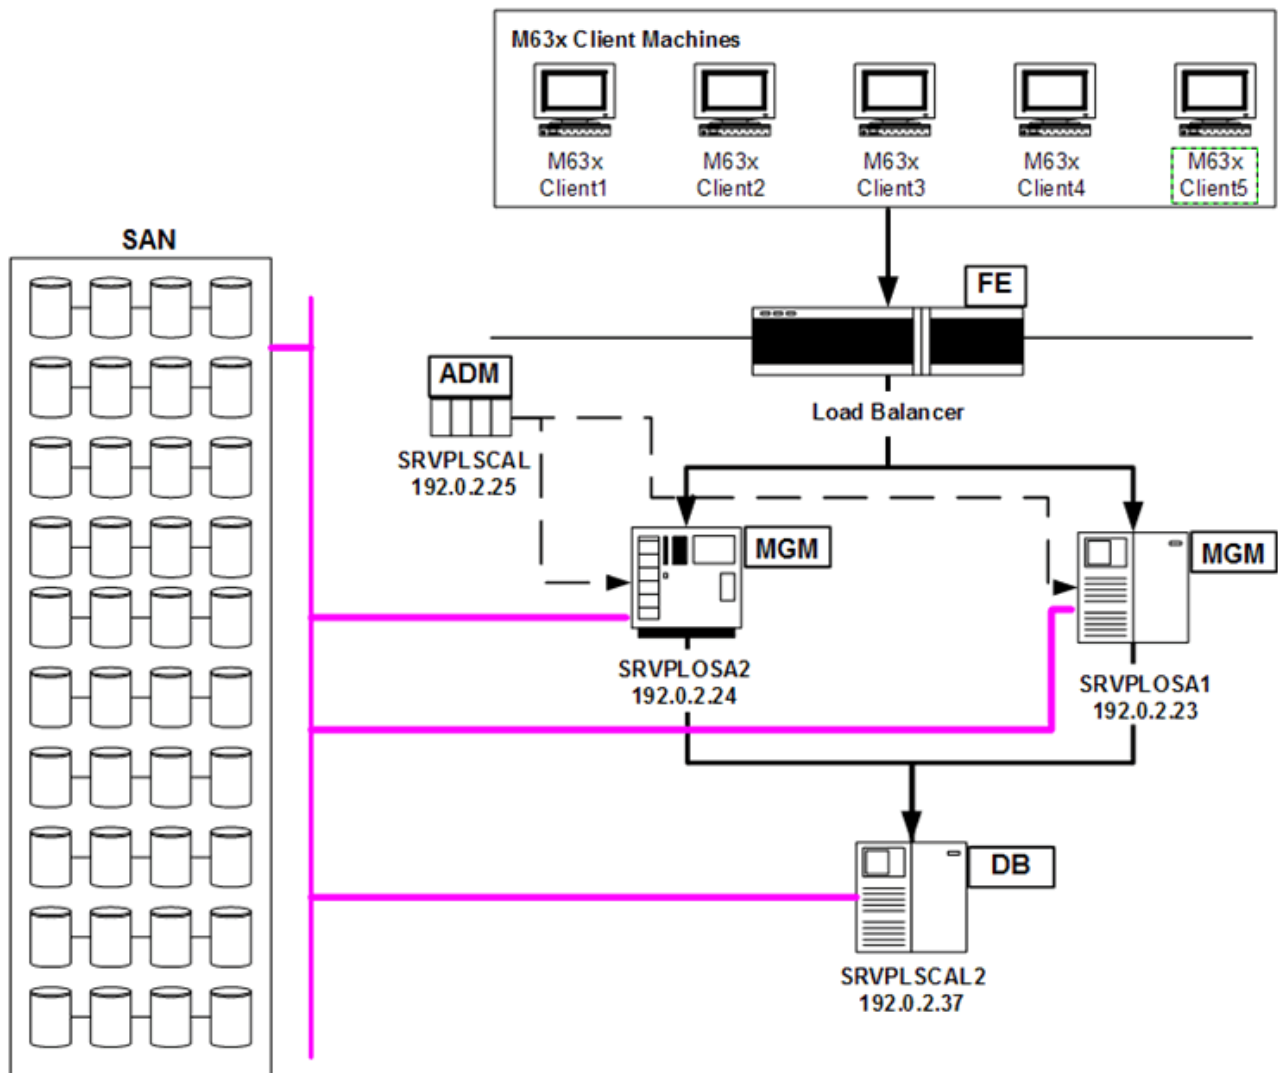 M63x Client Machines
M63x
Client1
M63x
Client2
M63x
Client3
M63x
Client4
M63x
Client5
SAN
FE
ADM
Load Balancer
SRVPLSCAL
192.0.2.25
MGM
MGM
SRVPLOSA2
192.0.2.24
SRVPLOSA1
192.0.2.23
DB
SRVPLSCAL2
192.0.2.37